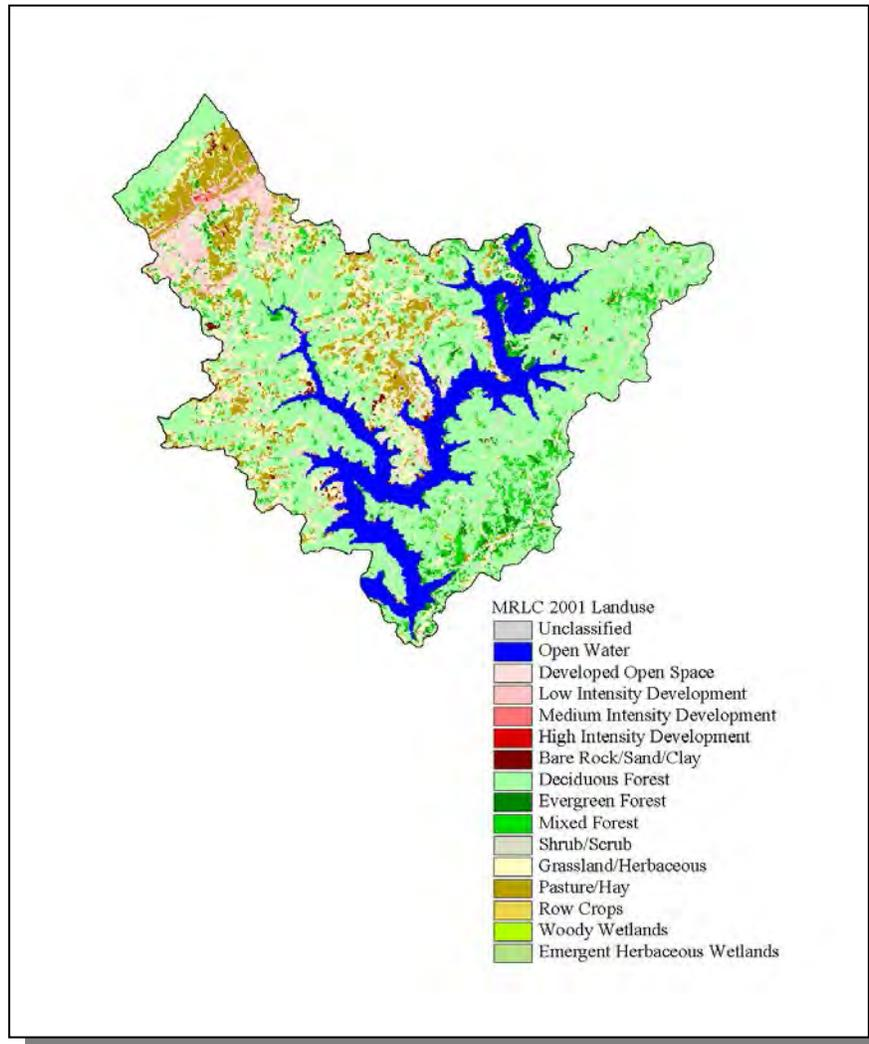 MRLC 2001 Landuse
Unclassified
Open Water
Developed Open Space
Low Intensity Development
Medium Intensity Development
High Intensity Development
Bare Rock/Sand/Clay
Deciduous Forest
Evergreen Forest
Mixed Forest
Shrub/Scrub
Grassland/Herbaceous
Pasture/Hay
Row Crops
Woody Wetlands
Emergent Herbaceous Wetlands